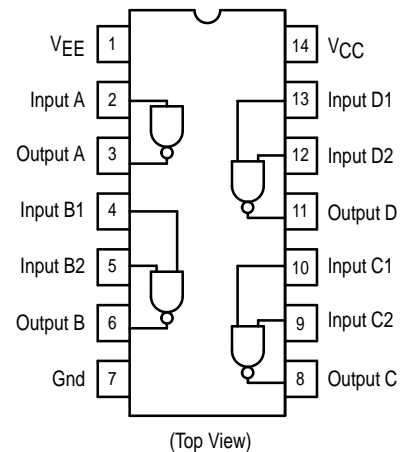 VEE 1
Input A 2
Output A 3
Input B1 4
Input B2 5
Output B 6
Gnd 7
14 VCC
13 Input D1
12 Input D2
11 Output D
10 Input C1
9 Input C2
8 Output C
(Top View)